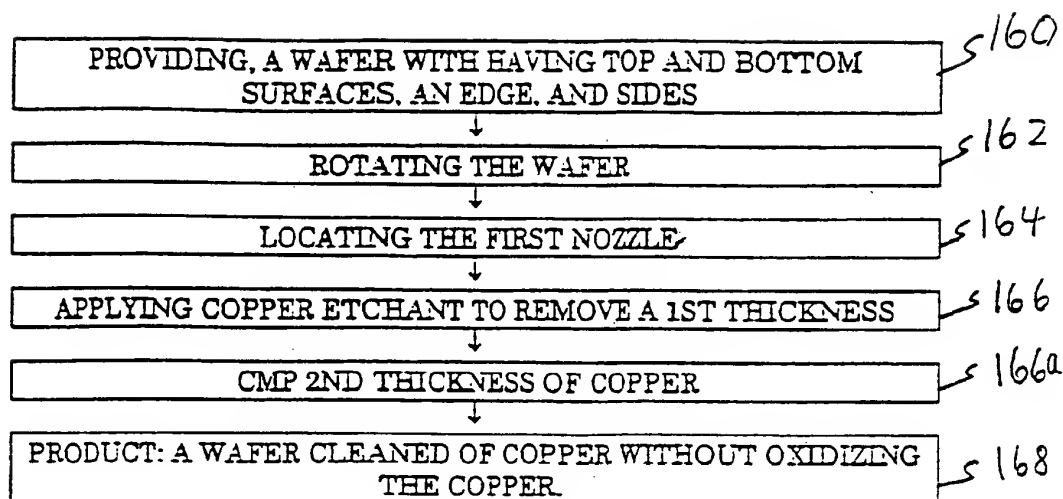 160
PROVIDING, A WAFER WITH HAVING TOP AND BOTTOM
SURFACES, AN EDGE, AND SIDES
162
ROTATING THE WAFER
164
LOCATING THE FIRST NOZZLE
166
APPLYING COPPER ETCHANT TO REMOVE A 1ST THICKNESS
166a
CMP 2ND THICKNESS OF COPPER
168
PRODUCT: A WAFER CLEANED OF COPPER WITHOUT OXIDIZING
THE COPPER.